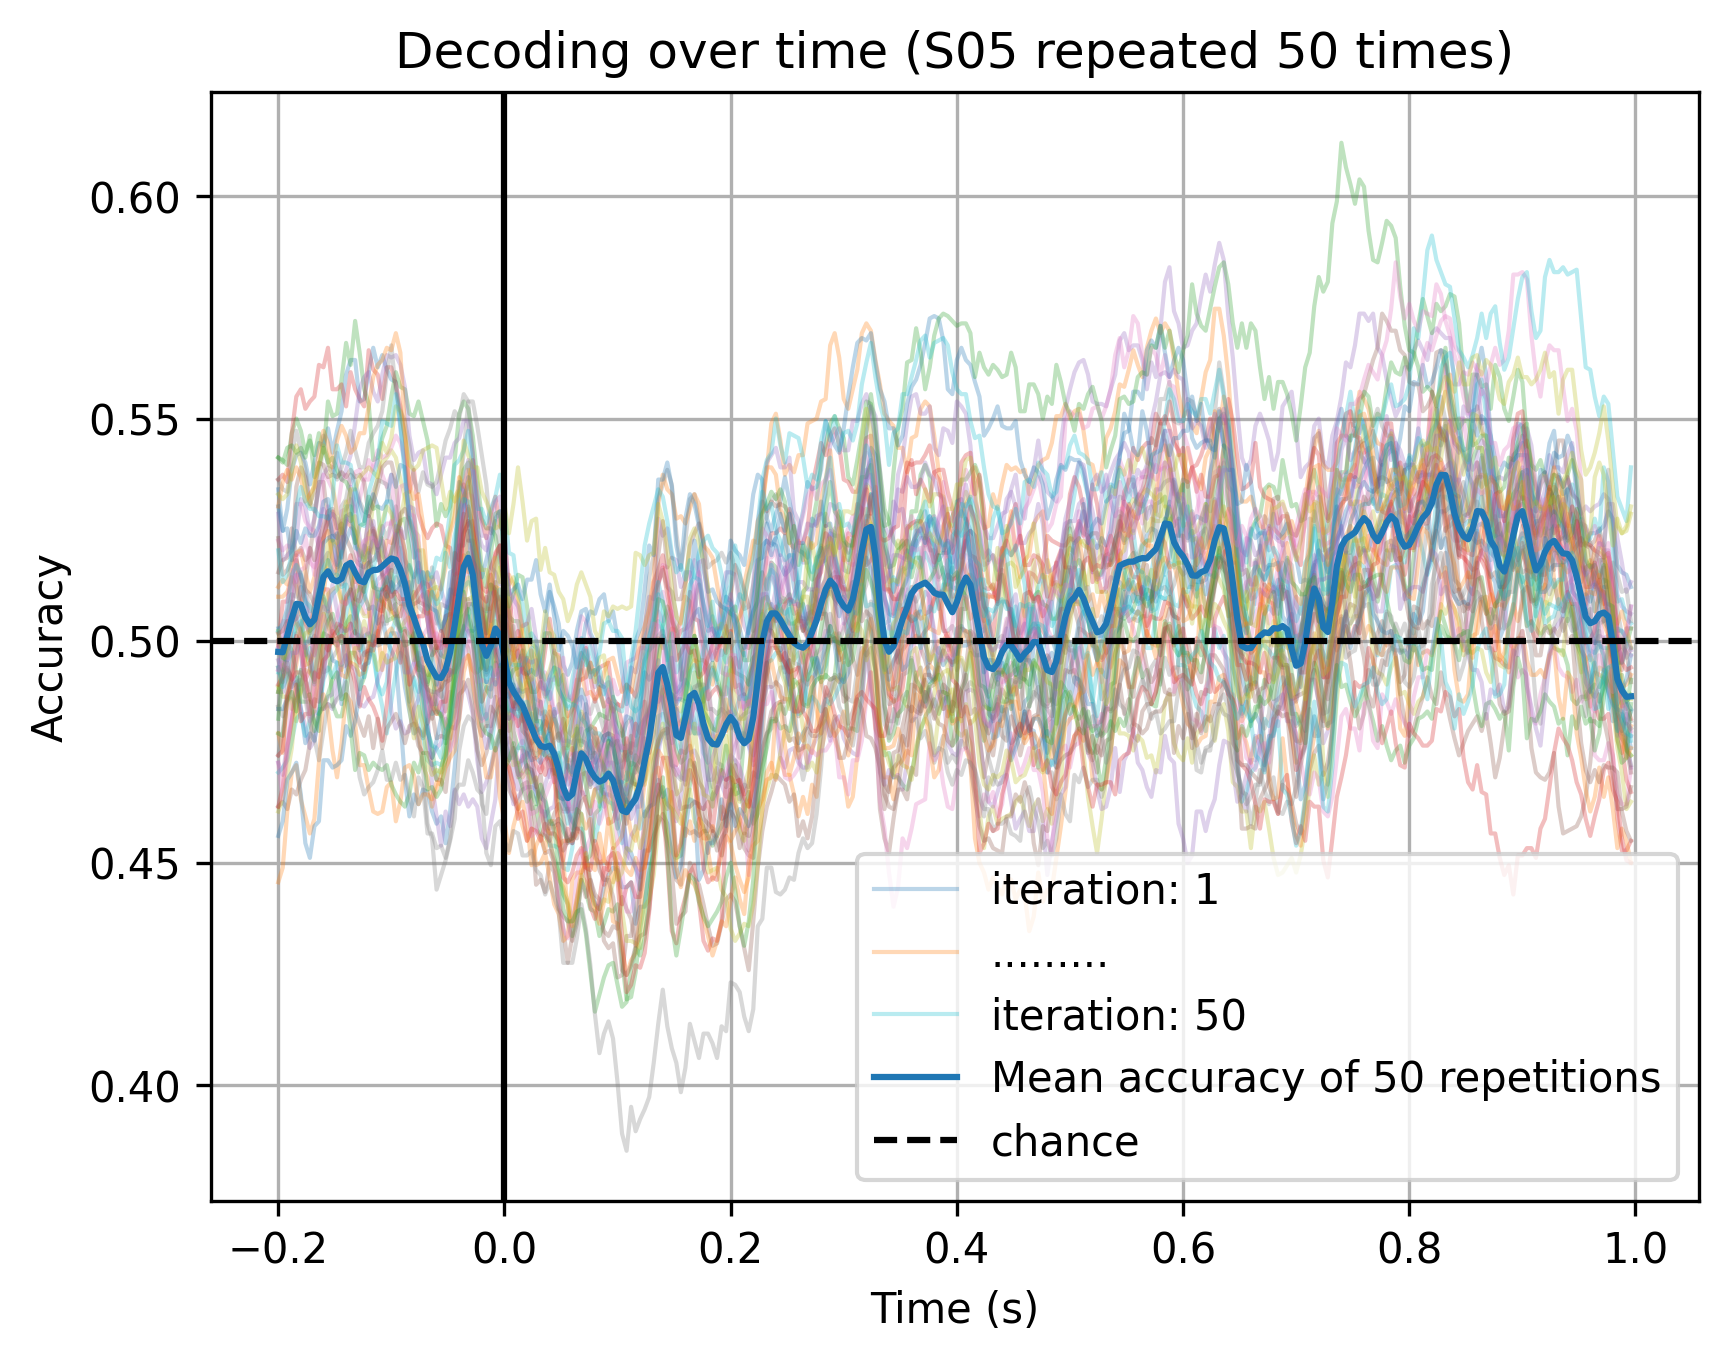 Decoding over time (S05 repeated 50 times)
Accuracy
0.60
0.55
0.50
0.45
0.40
iteration: 1
.........
iteration: 50
Mean accuracy of 50 repetitions
chance
−0.2
0.0
0.2
0.4
0.6
0.8
1.0
Time (s)